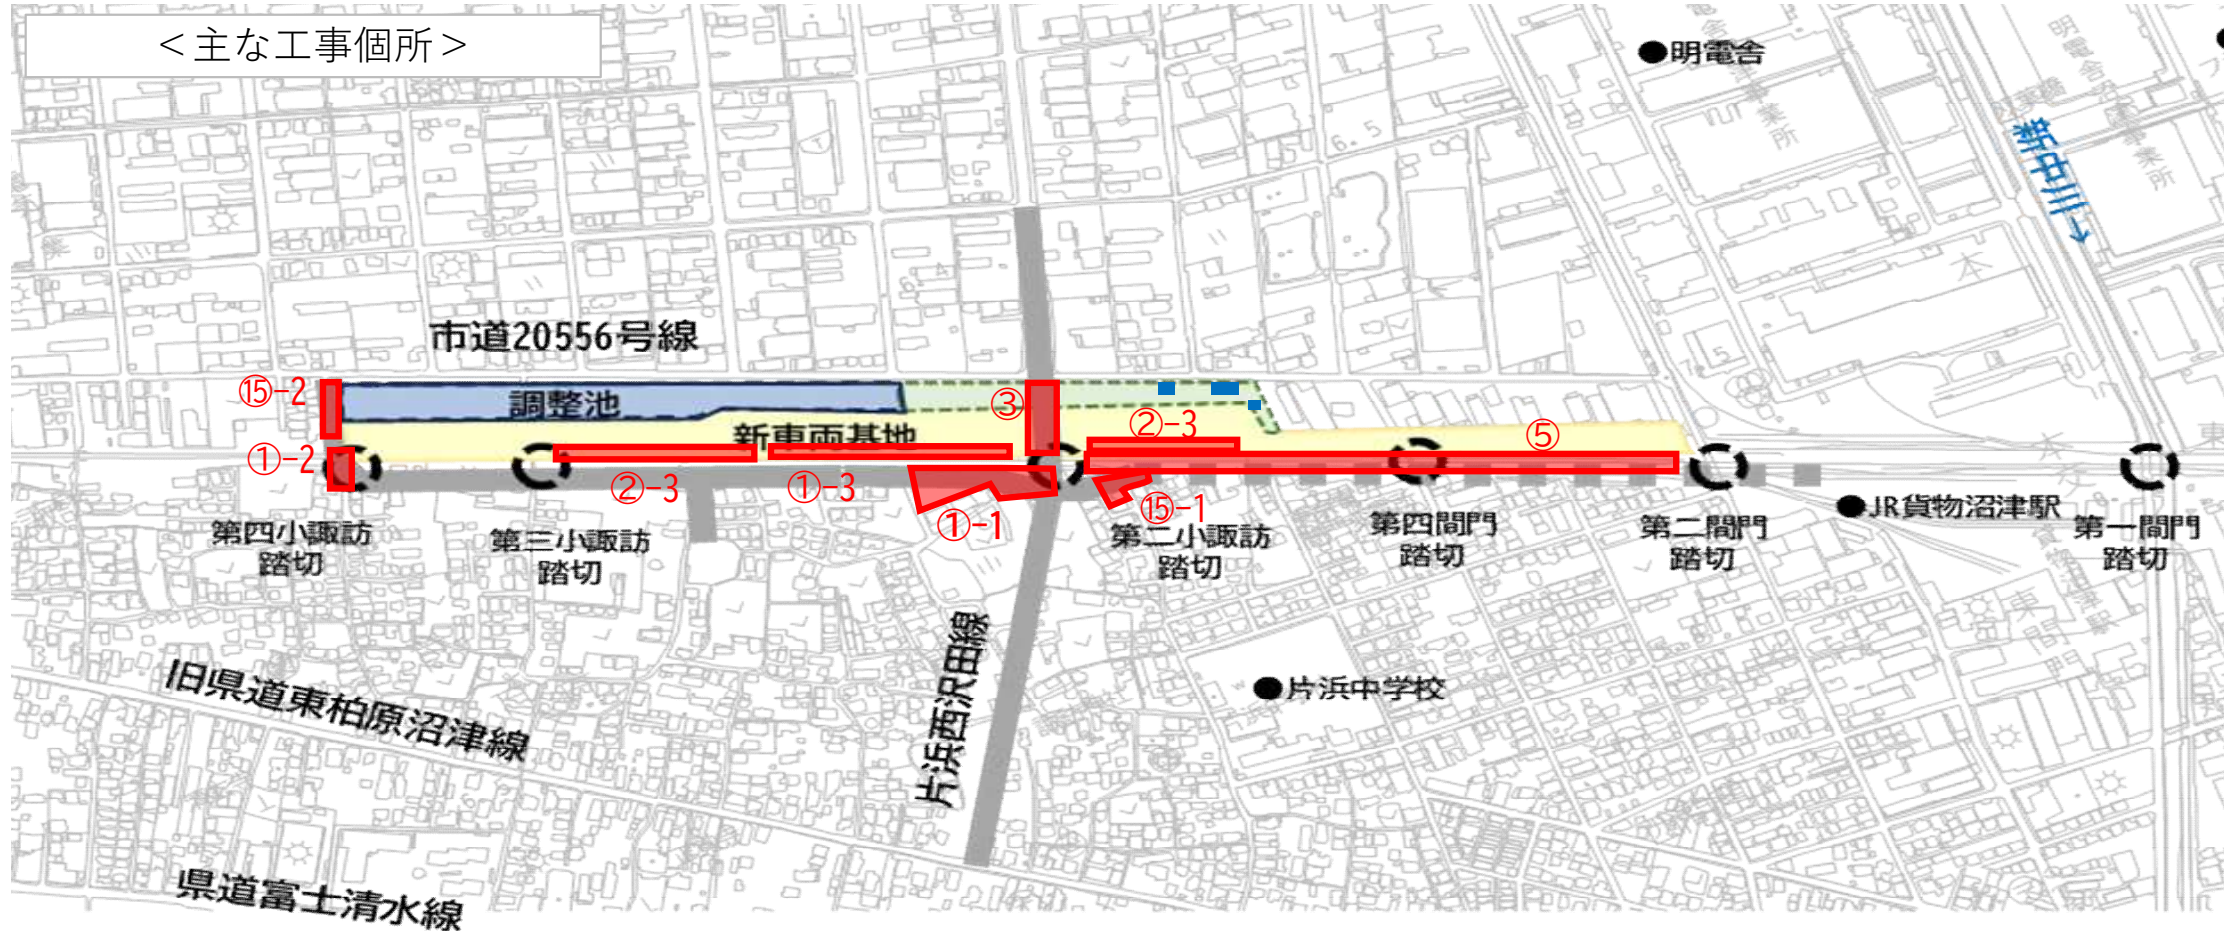 ＜主な工事個所＞
●明電舎
新中川→
市道20556号線
⑮-2
調整池
③
②-3
⑤
新車両基地
①-2
②-3
①-3
①-1
⑮-1
●JR貨物沼津駅
第四小諏訪
踏切
第三小諏訪
踏切
第二小諏訪
踏切
第四間門
踏切
第二間門
踏切
第一間門
踏切
片浜西沢田線
●片浜中学校
旧県道東柏原沼津線
県道富士清水線